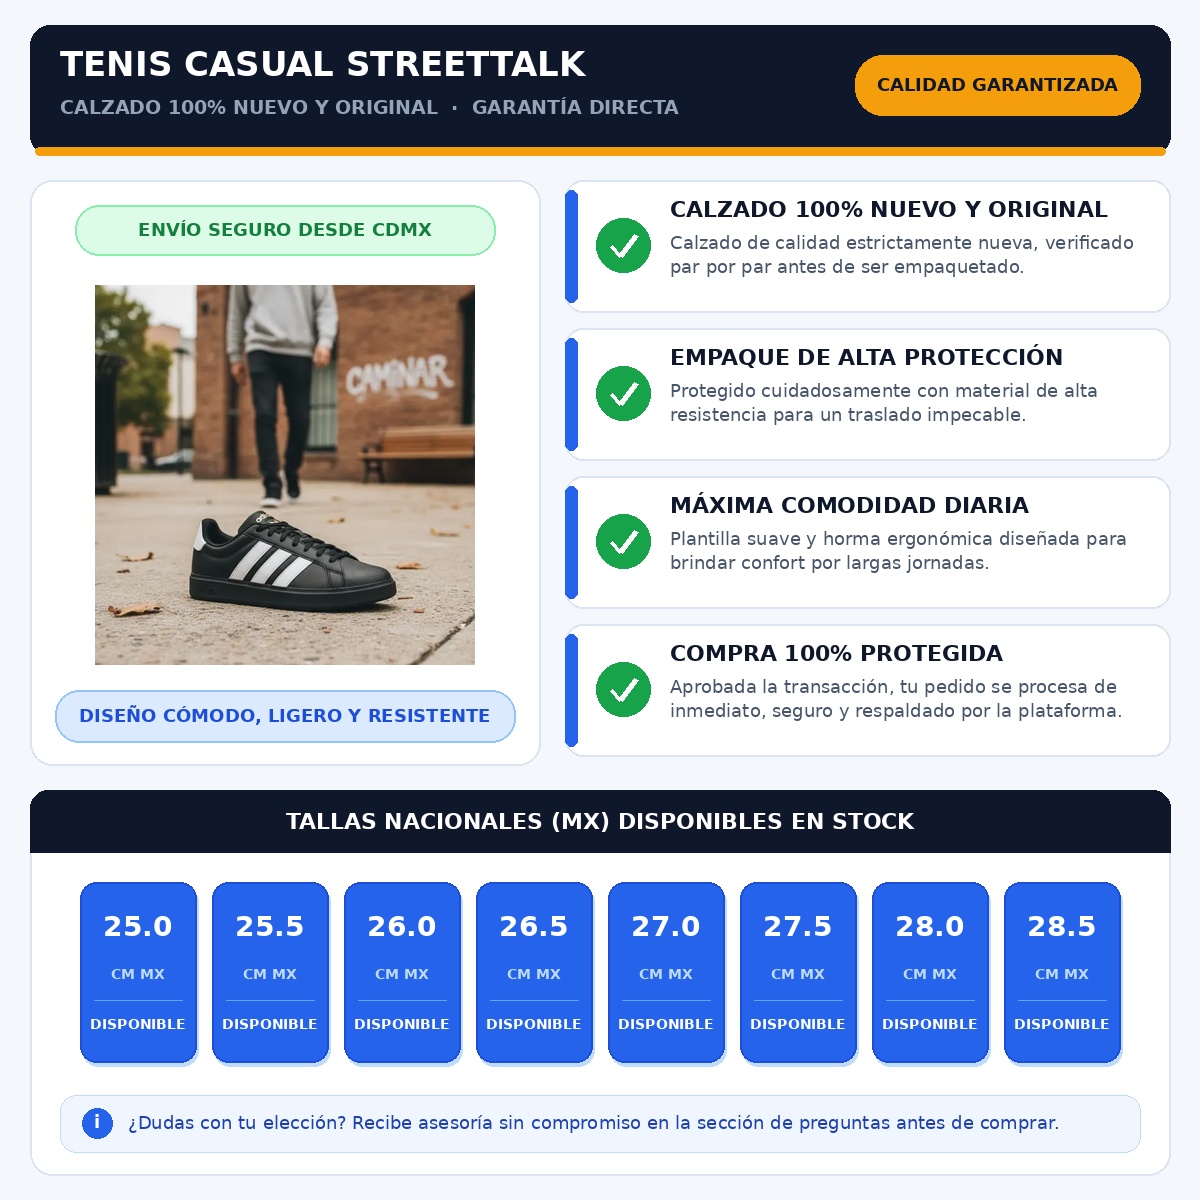 TENIS CASUAL STREETTALK
CALZADO 100% NUEVO Y ORIGINAL · GARANTÍA DIRECTA
CALIDAD GARANTIZADA
ENVÍO SEGURO DESDE CDMX
CAMINAR
DISEÑO CÓMODO, LIGERO Y RESISTENTE
CALZADO 100% NUEVO Y ORIGINAL
Calzado de calidad estrictamente nueva, verificado
par por par antes de ser empaquetado.
EMPAQUE DE ALTA PROTECCIÓN
Protegido cuidadosamente con material de alta
resistencia para un traslado impecable.
MÁXIMA COMODIDAD DIARIA
Plantilla suave y horma ergonómica diseñada para
brindar confort por largas jornadas.
COMPRA 100% PROTEGIDA
Aprobada la transacción, tu pedido se procesa de
inmediato, seguro y respaldado por la plataforma.
TALLAS NACIONALES (MX) DISPONIBLES EN STOCK
25.0 25.5 26.0 26.5 27.0 27.5 28.0 28.5
CM MX CM MX CM MX CM MX CM MX CM MX CM MX CM MX
DISPONIBLE DISPONIBLE DISPONIBLE DISPONIBLE DISPONIBLE DISPONIBLE DISPONIBLE DISPONIBLE
i ¿Dudas con tu elección? Recibe asesoría sin compromiso en la sección de preguntas antes de comprar.